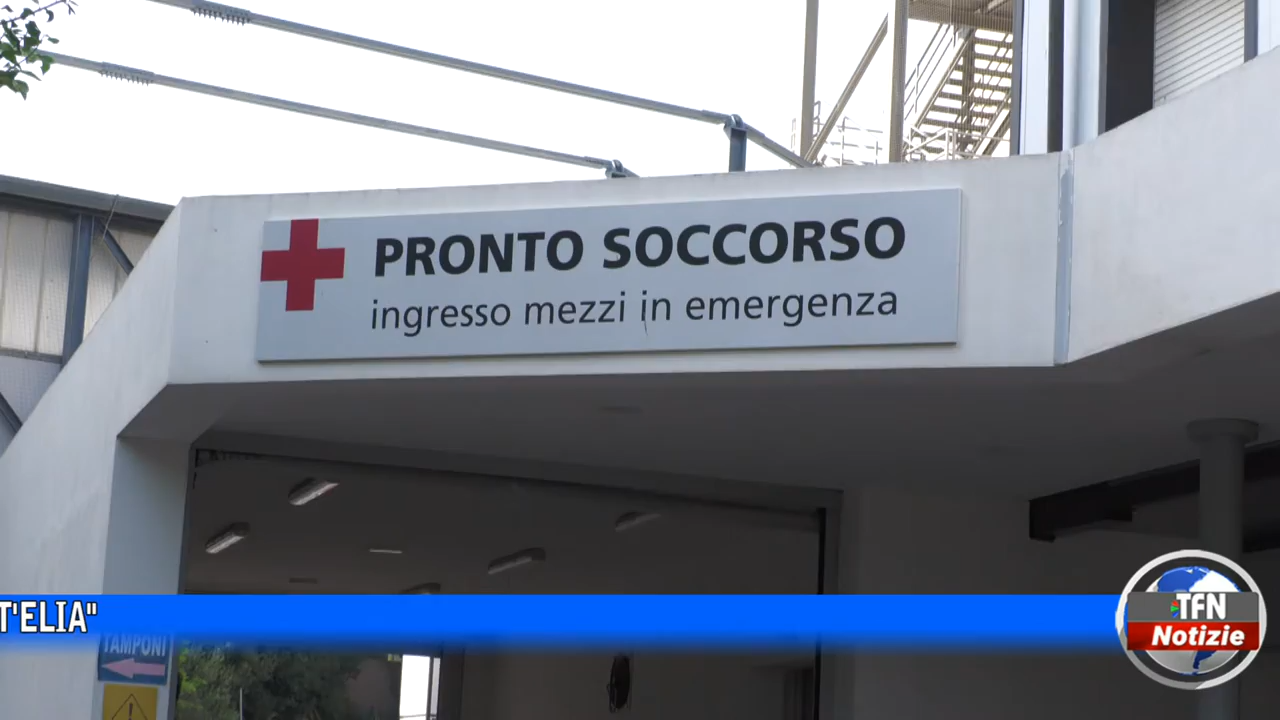 PRONTO SOCCORSO
ingresso mezzi in emergenza
T'ELIA"
TAMPONI
TFN
Notizie